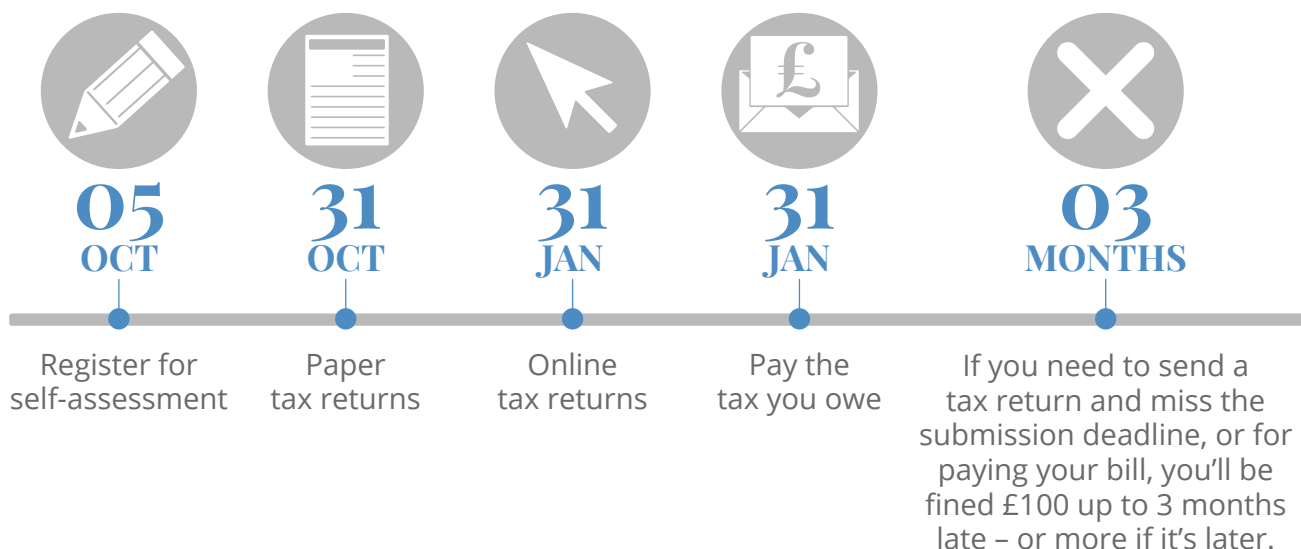 £
05
OCT
Register for
self-assessment
31
OCT
Paper
tax returns
31
JAN
Online
tax returns
31
JAN
Pay the
tax you owe
03
MONTHS
If you need to send a
tax return and miss the
submission deadline, or for
paying your bill, you’ll be
fined £100 up to 3 months
late – or more if it’s later.